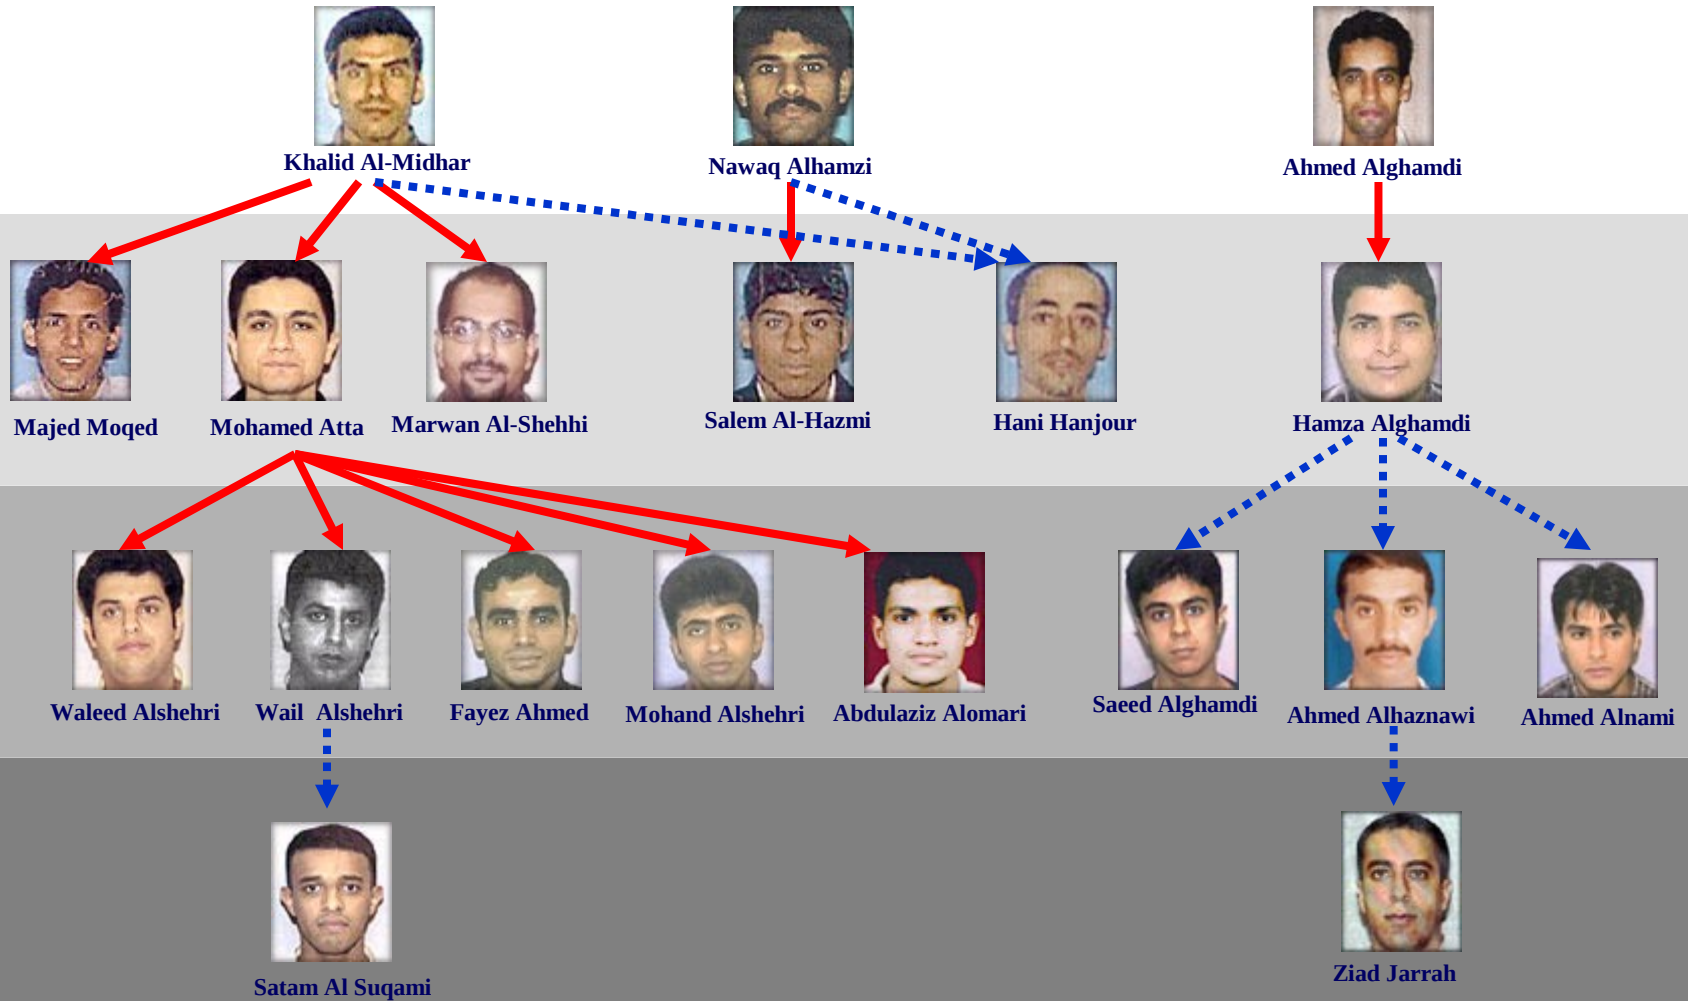 Khalid Al-Midhar
Nawaq Alhamzi
Ahmed Alghamdi
Majed Moqed
Mohamed Atta
Marwan Al-Shehhi
Salem Al-Hazmi
Hani Hanjour
Hamza Alghamdi
Waleed Alshehri
Wail Alshehri
Fayez Ahmed
Mohand Alshehri
Abdulaziz Alomari
Saeed Alghamdi
Ahmed Alhaznawi
Ahmed Alnami
Satam Al Suqami
Ziad Jarrah